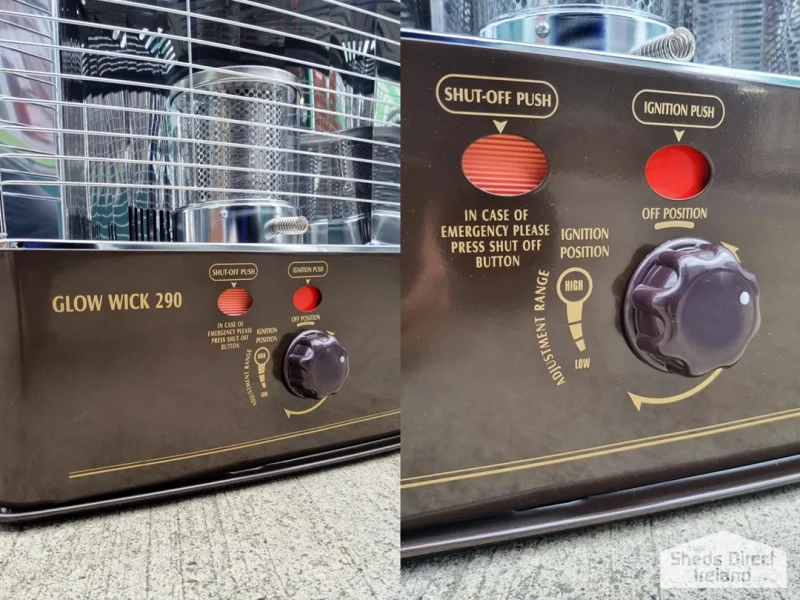 GLOW WICK 290
SHUT-OFF PUSH
IGNITION PUSH
IN CASE OF
EMERGENCY PLEASE
PRESS SHUT OFF
BUTTON
OFF POSITION
IGNITION
POSITION
HIGH
LOW
ADJUSTMENT RANGE
SHUT-OFF PUSH
IGNITION PUSH
IN CASE OF
EMERGENCY PLEASE
PRESS SHUT OFF
BUTTON
OFF POSITION
IGNITION
POSITION
HIGH
LOW
ADJUSTMENT RANGE
Sheds Direct
Ireland